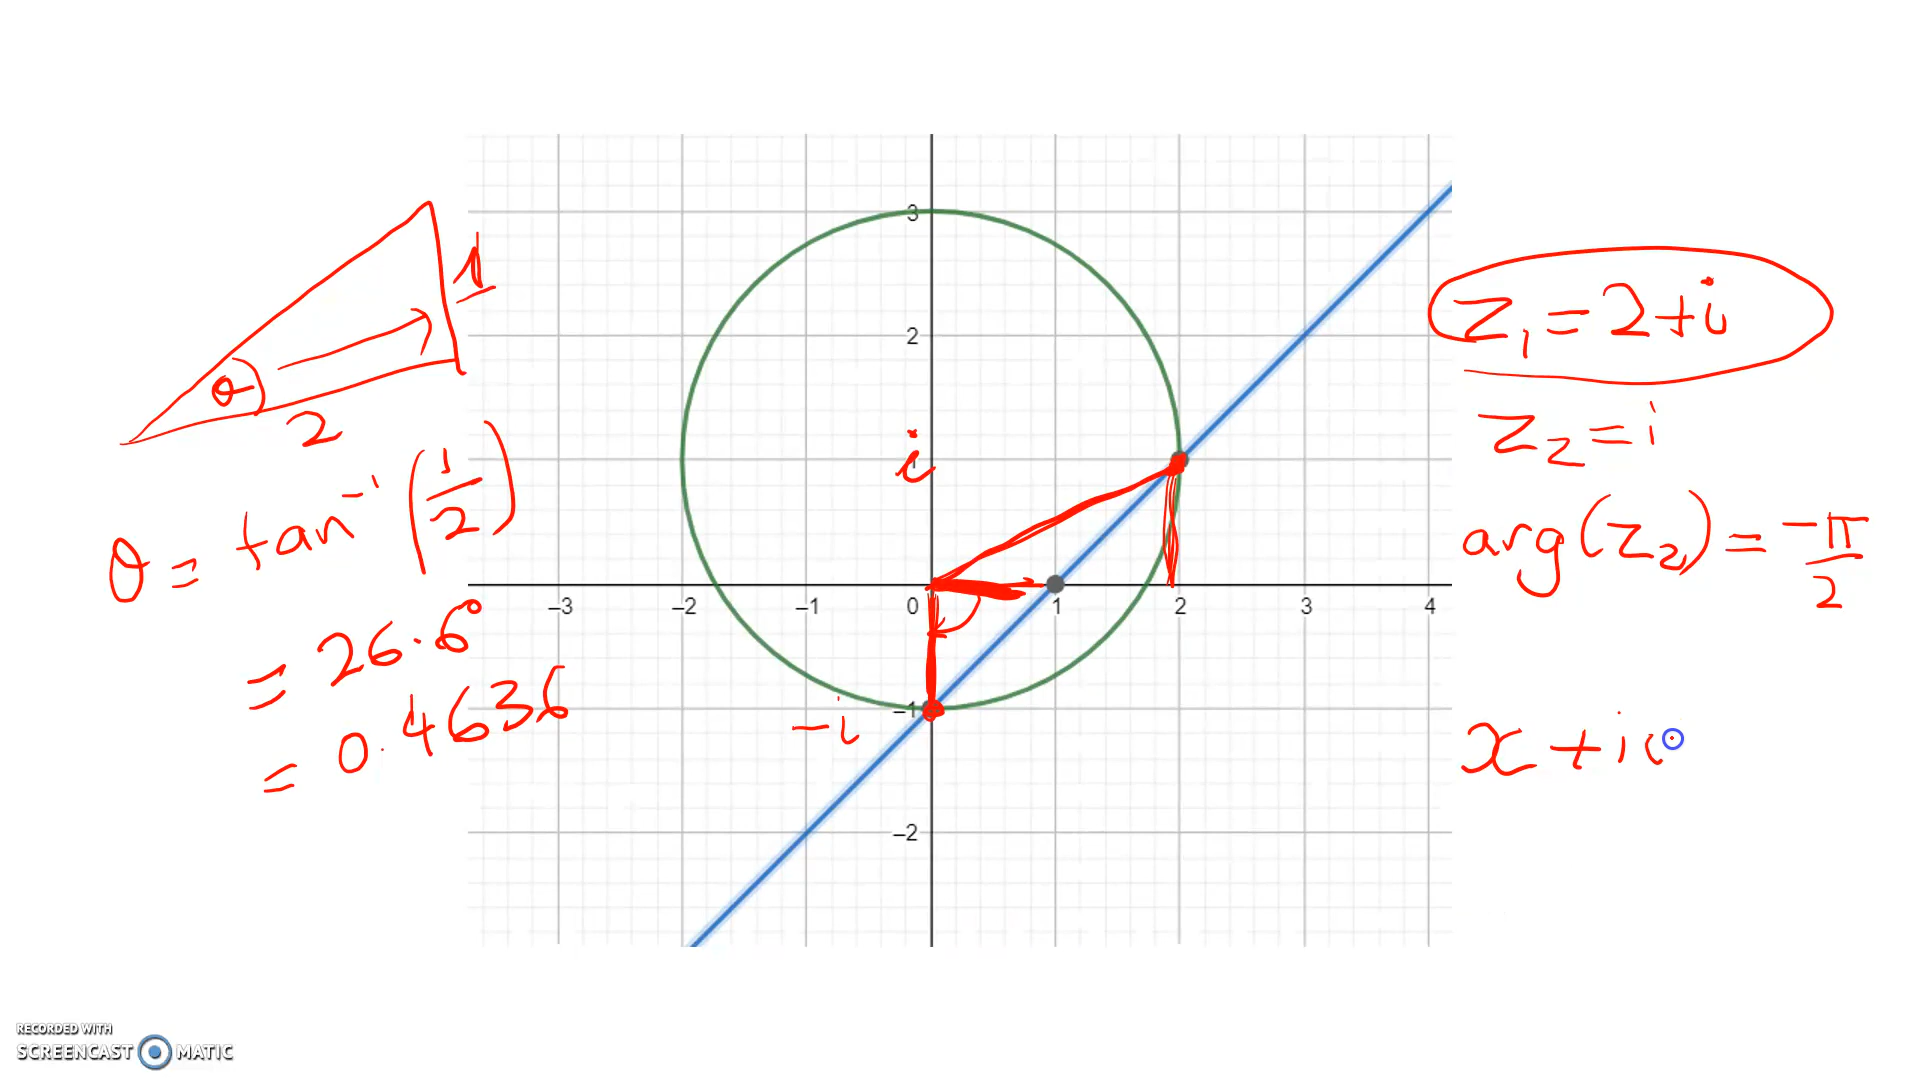 1
θ
2
θ = tan⁻¹ (1/2)
= 26.6°
= 0.4636
3
2
i
–3 –2 –1 0 1 2 3 4
–i
–1
–2
z₁ = 2+i
z₂ = i
arg(z₂) = -π/2
x + i
RECORDED WITH
SCREENCAST MATIC